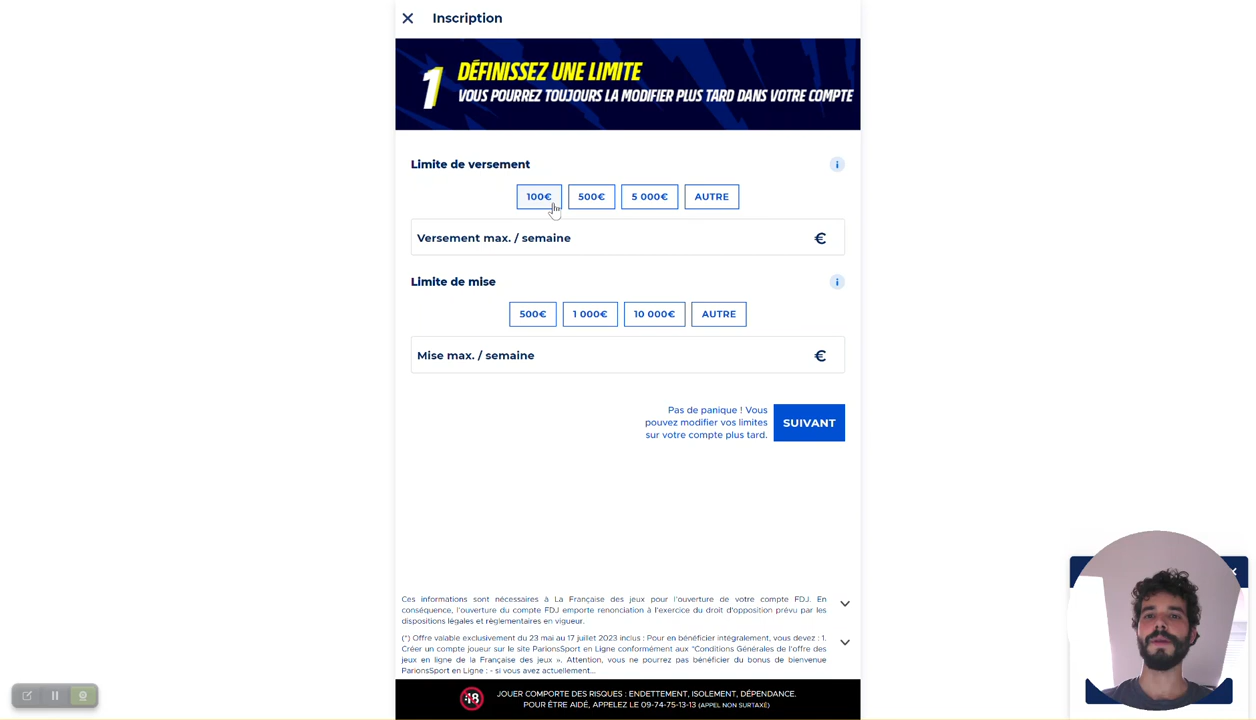 Inscription
1
DÉFINISSEZ UNE LIMITE
VOUS POURREZ TOUJOURS LA MODIFIER PLUS TARD DANS VOTRE COMPTE
Limite de versement
i
100€ 500€ 5 000€ AUTRE
Versement max. / semaine €
Limite de mise
i
500€ 1 000€ 10 000€ AUTRE
Mise max. / semaine €
Pas de panique ! Vous
pouvez modifier vos limites
sur votre compte plus tard.
SUIVANT
Ces informations sont nécessaires à La Française des jeux pour l'ouverture de votre compte FDJ. En
conséquence, l'ouverture du compte FDJ emporte renonciation à l'exercice du droit d'opposition prévu par les
dispositions légales et réglementaires en vigueur.
(*) Offre valable exclusivement du 23 mai au 17 juillet 2023 inclus : Pour en bénéficier intégralement, vous devez : 1.
Créer un compte joueur sur le site ParionsSport en Ligne conformément aux "Conditions Générales de l'offre des
jeux en ligne de la Française des jeux ». Attention, vous ne pourrez pas bénéficier du bonus de bienvenue
ParionsSport en Ligne : - si vous avez actuellement...
-18
JOUER COMPORTE DES RISQUES : ENDETTEMENT, ISOLEMENT, DÉPENDANCE.
POUR ÊTRE AIDÉ, APPELEZ LE 09-74-75-13-13 (APPEL NON SURTAXÉ)